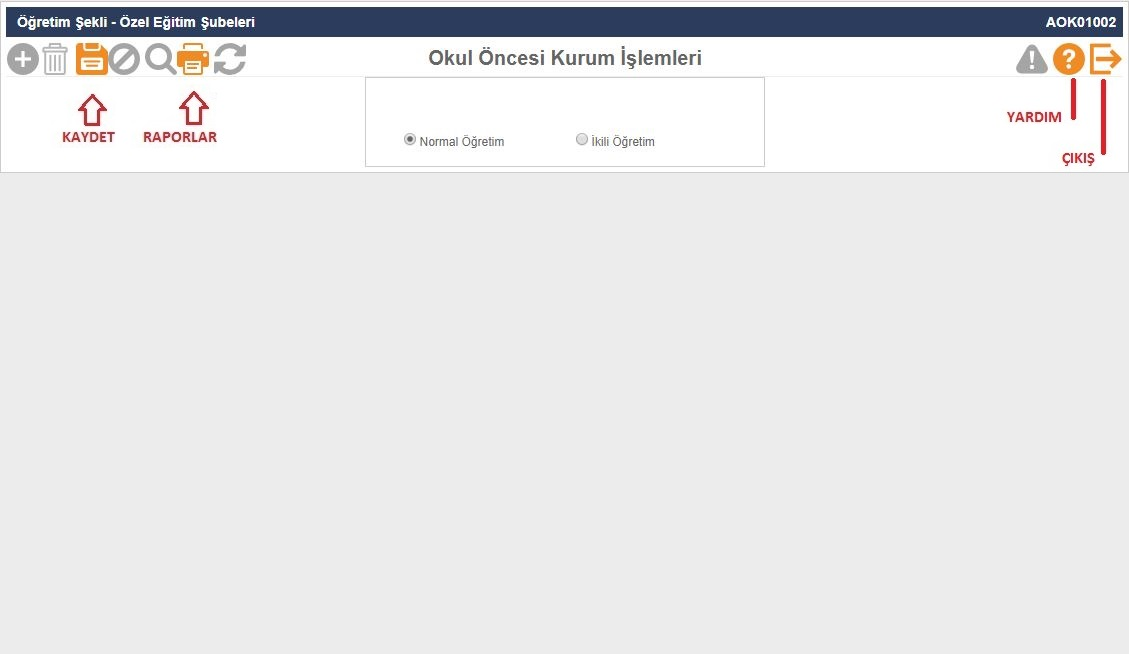 Öğretim Şekli - Özel Eğitim Şubeleri
AOK01002
Okul Öncesi Kurum İşlemleri
KAYDET
RAPORLAR
Normal Öğretim
İkili Öğretim
YARDIM
ÇIKIŞ